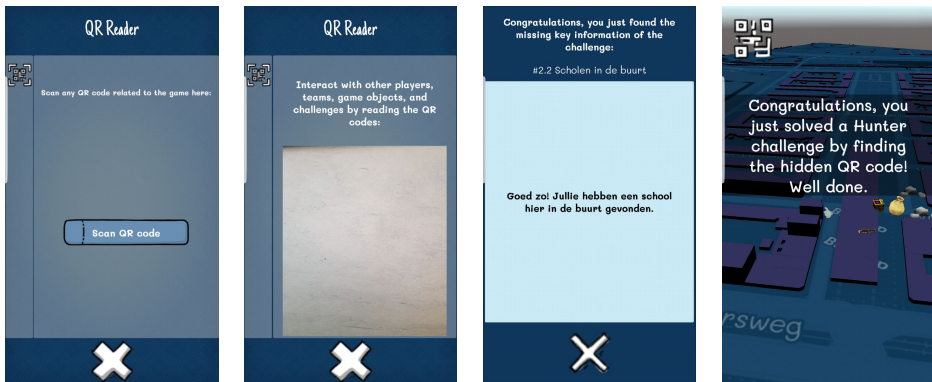 QR Reader
Scan any QR code related to the game here:
Scan QR code
QR Reader
Interact with other players,
teams, game objects, and
challenges by reading the QR
codes:
Congratulations, you just found the
missing key information of the
challenge:
#2.2 Scholen in de buurt
Goed zo! Jullie hebben een school
hier in de buurt gevonden.
Congratulations, you
just solved a Hunter
challenge by finding
the hidden QR code!
Well done.
rsweg